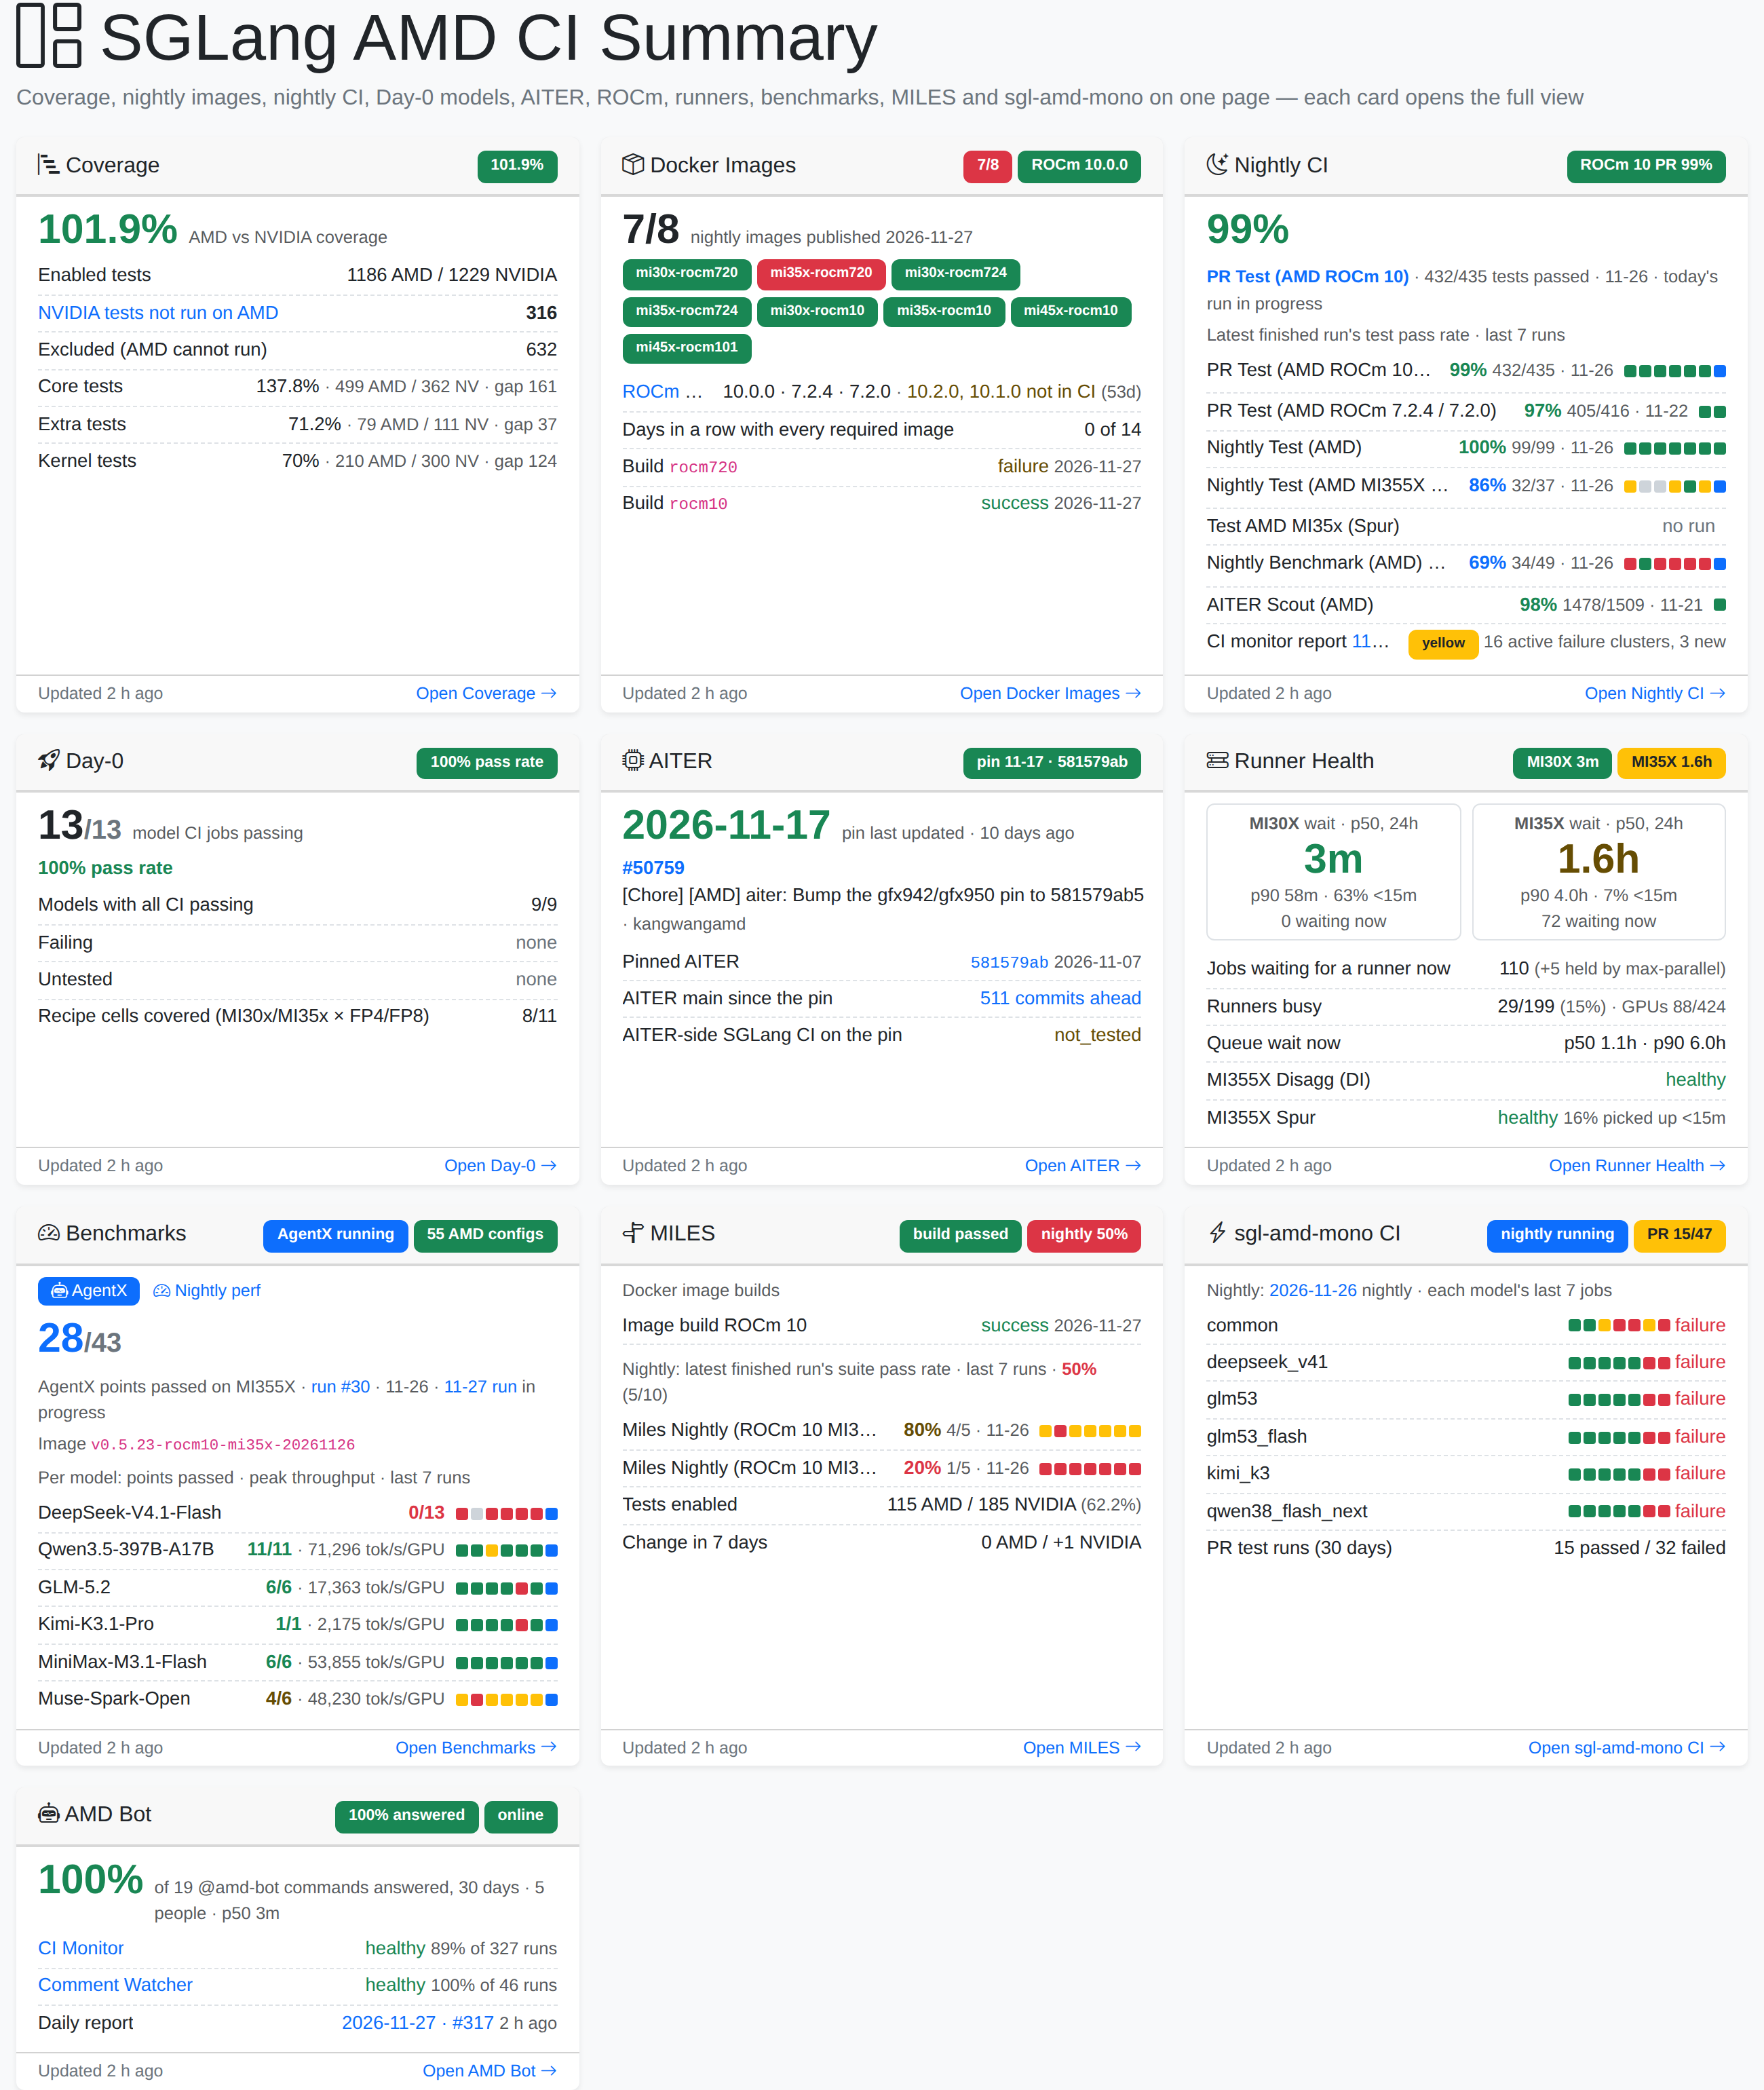 SGLang AMD CI Summary
Coverage, nightly images, nightly CI, Day-0 models, AITER, ROCm, runners, benchmarks, MILES and sgl-amd-mono on one page — each card opens the full view
Coverage 101.9%
101.9% AMD vs NVIDIA coverage
Enabled tests 1186 AMD / 1229 NVIDIA
NVIDIA tests not run on AMD 316
Excluded (AMD cannot run) 632
Core tests 137.8% · 499 AMD / 362 NV · gap 161
Extra tests 71.2% · 79 AMD / 111 NV · gap 37
Kernel tests 70% · 210 AMD / 300 NV · gap 124
Updated 2 h ago Open Coverage →
Docker Images 7/8 ROCm 10.0.0
7/8 nightly images published 2026-11-27
mi30x-rocm720 mi35x-rocm720 mi30x-rocm724
mi35x-rocm724 mi30x-rocm10 mi35x-rocm10 mi45x-rocm10
mi45x-rocm101
ROCm … 10.0.0 · 7.2.4 · 7.2.0 · 10.2.0, 10.1.0 not in CI (53d)
Days in a row with every required image 0 of 14
Build rocm720 failure 2026-11-27
Build rocm10 success 2026-11-27
Updated 2 h ago Open Docker Images →
Nightly CI ROCm 10 PR 99%
99%
PR Test (AMD ROCm 10) · 432/435 tests passed · 11-26 · today's
run in progress
Latest finished run's test pass rate · last 7 runs
PR Test (AMD ROCm 10… 99% 432/435 · 11-26
PR Test (AMD ROCm 7.2.4 / 7.2.0) 97% 405/416 · 11-22
Nightly Test (AMD) 100% 99/99 · 11-26
Nightly Test (AMD MI355X … 86% 32/37 · 11-26
Test AMD MI35x (Spur) no run
Nightly Benchmark (AMD) … 69% 34/49 · 11-26
AITER Scout (AMD) 98% 1478/1509 · 11-21
CI monitor report 11… yellow 16 active failure clusters, 3 new
Updated 2 h ago Open Nightly CI →
Day-0 100% pass rate
13/13 model CI jobs passing
100% pass rate
Models with all CI passing 9/9
Failing none
Untested none
Recipe cells covered (MI30x/MI35x × FP4/FP8) 8/11
Updated 2 h ago Open Day-0 →
AITER pin 11-17 · 581579ab
2026-11-17 pin last updated · 10 days ago
#50759
[Chore] [AMD] aiter: Bump the gfx942/gfx950 pin to 581579ab5
· kangwangamd
Pinned AITER 581579ab 2026-11-07
AITER main since the pin 511 commits ahead
AITER-side SGLang CI on the pin not_tested
Updated 2 h ago Open AITER →
Runner Health MI30X 3m MI35X 1.6h
MI30X wait · p50, 24h
3m
p90 58m · 63% <15m
0 waiting now
MI35X wait · p50, 24h
1.6h
p90 4.0h · 7% <15m
72 waiting now
Jobs waiting for a runner now 110 (+5 held by max-parallel)
Runners busy 29/199 (15%) · GPUs 88/424
Queue wait now p50 1.1h · p90 6.0h
MI355X Disagg (DI) healthy
MI355X Spur healthy 16% picked up <15m
Updated 2 h ago Open Runner Health →
Benchmarks AgentX running 55 AMD configs
AgentX Nightly perf
28/43
AgentX points passed on MI355X · run #30 · 11-26 · 11-27 run in
progress
Image v0.5.23-rocm10-mi35x-20261126
Per model: points passed · peak throughput · last 7 runs
DeepSeek-V4.1-Flash 0/13
Qwen3.5-397B-A17B 11/11 · 71,296 tok/s/GPU
GLM-5.2 6/6 · 17,363 tok/s/GPU
Kimi-K3.1-Pro 1/1 · 2,175 tok/s/GPU
MiniMax-M3.1-Flash 6/6 · 53,855 tok/s/GPU
Muse-Spark-Open 4/6 · 48,230 tok/s/GPU
Updated 2 h ago Open Benchmarks →
MILES build passed nightly 50%
Docker image builds
Image build ROCm 10 success 2026-11-27
Nightly: latest finished run's suite pass rate · last 7 runs · 50%
(5/10)
Miles Nightly (ROCm 10 MI3… 80% 4/5 · 11-26
Miles Nightly (ROCm 10 MI3… 20% 1/5 · 11-26
Tests enabled 115 AMD / 185 NVIDIA (62.2%)
Change in 7 days 0 AMD / +1 NVIDIA
Updated 2 h ago Open MILES →
sgl-amd-mono CI nightly running PR 15/47
Nightly: 2026-11-26 nightly · each model's last 7 jobs
common failure
deepseek_v41 failure
glm53 failure
glm53_flash failure
kimi_k3 failure
qwen38_flash_next failure
PR test runs (30 days) 15 passed / 32 failed
Updated 2 h ago Open sgl-amd-mono CI →
AMD Bot 100% answered online
100% of 19 @amd-bot commands answered, 30 days · 5
people · p50 3m
CI Monitor healthy 89% of 327 runs
Comment Watcher healthy 100% of 46 runs
Daily report 2026-11-27 · #317 2 h ago
Updated 2 h ago Open AMD Bot →